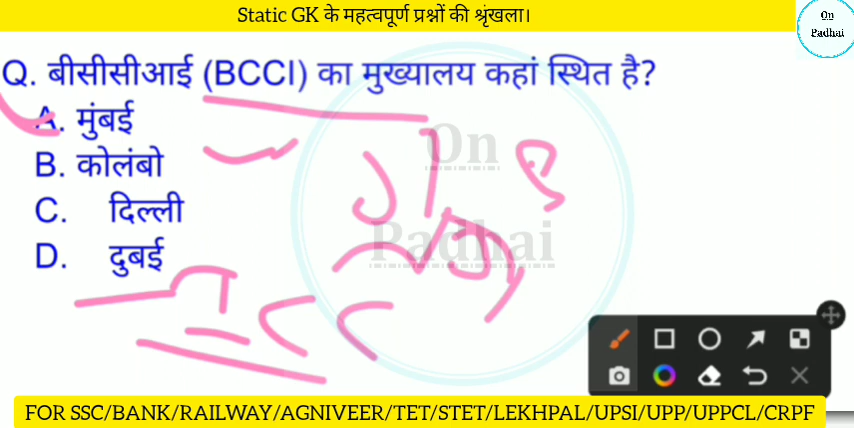 Static GK के महत्वपूर्ण प्रश्नों की श्रृंखला।
On
Padhai
Q. बीसीसीआई (BCCI) का मुख्यालय कहां स्थित है?
A. मुंबई
B. कोलंबो
C. दिल्ली
D. दुबई
On
Padhai
ICC
FOR SSC/BANK/RAILWAY/AGNIVEER/TET/STET/LEKHPAL/UPSI/UPP/UPPCL/CRPF